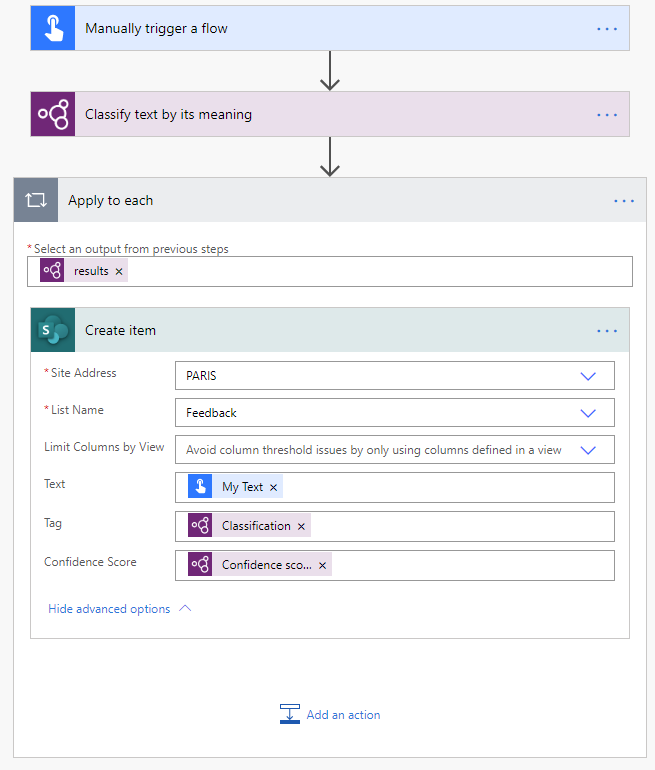 Manually trigger a flow
Classify text by its meaning
Apply to each
* Select an output from previous steps
results ×
S
Create item
* Site Address
PARIS
* List Name
Feedback
Limit Columns by View
Avoid column threshold issues by only using columns defined in a view
Text
My Text ×
Tag
Classification ×
Confidence Score
Confidence sco... ×
Hide advanced options
Add an action